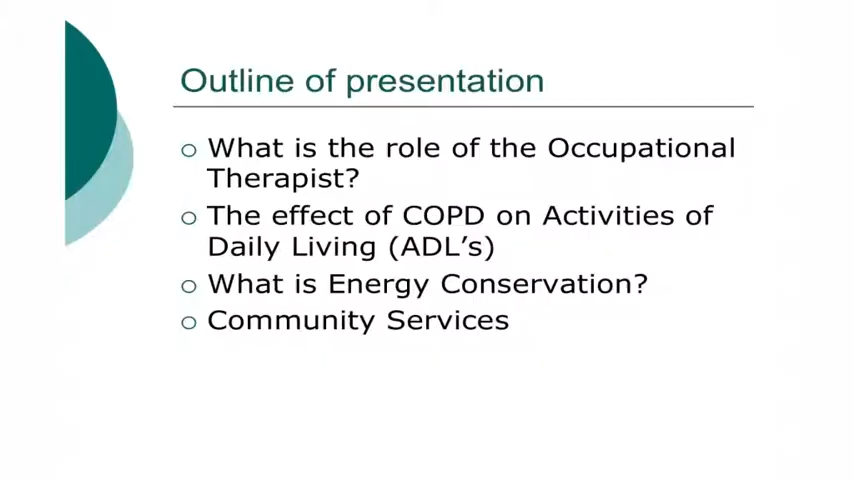 Outline of presentation
What is the role of the Occupational
Therapist?
The effect of COPD on Activities of
Daily Living (ADL's)
What is Energy Conservation?
Community Services